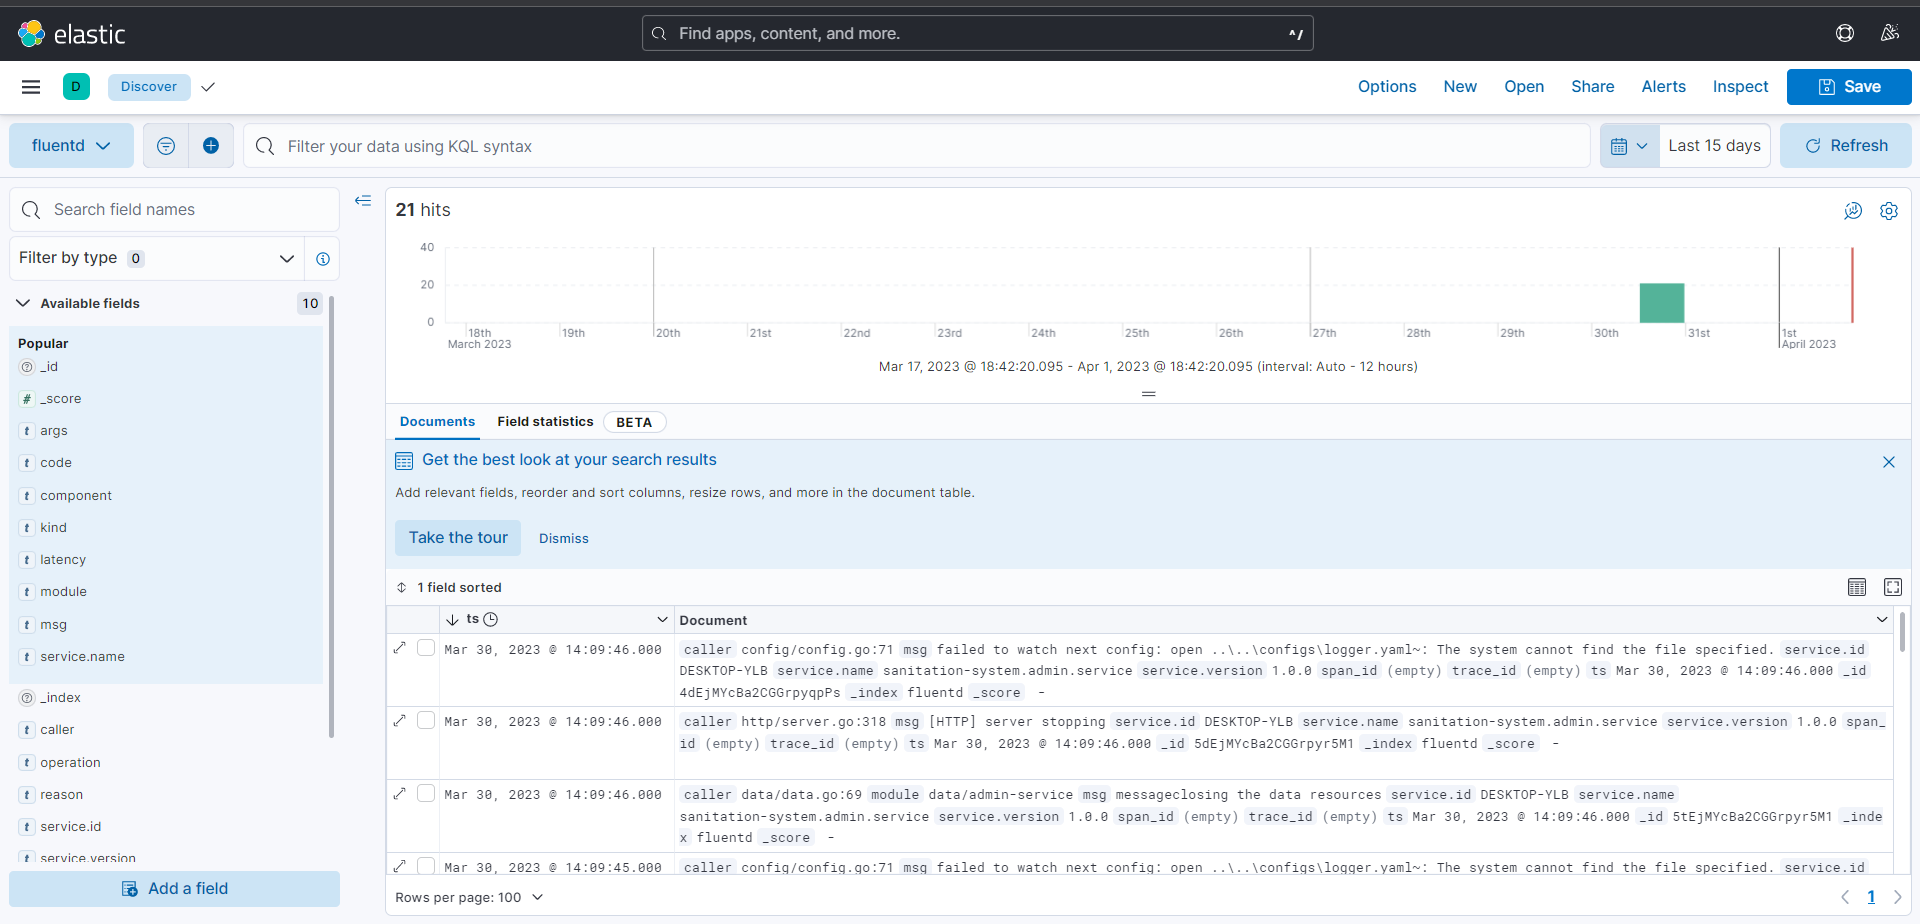 elastic
Find apps, content, and more.
^/
D
Discover
Options
New
Open
Share
Alerts
Inspect
Save
fluentd
Filter your data using KQL syntax
Last 15 days
Refresh
Search field names
Filter by type 0
Available fields 10
Popular
_id
# _score
t args
t code
t component
t kind
t latency
t module
t msg
t service.name
_index
t caller
t operation
t reason
t service.id
t service.version
Add a field
21 hits
40
20
0
18th 19th 20th 21st 22nd 23rd 24th 25th 26th 27th 28th 29th 30th 31st 1st
March 2023 April 2023
Mar 17, 2023 @ 18:42:20.095 - Apr 1, 2023 @ 18:42:20.095 (interval: Auto - 12 hours)
Documents
Field statistics
BETA
Get the best look at your search results
Add relevant fields, reorder and sort columns, resize rows, and more in the document table.
Take the tour
Dismiss
1 field sorted
ts
Document
Mar 30, 2023 @ 14:09:46.000
caller config/config.go:71 msg failed to watch next config: open ..\..\configs\logger.yaml~: The system cannot find the file specified. service.id
DESKTOP-YLB service.name sanitation-system.admin.service service.version 1.0.0 span_id (empty) trace_id (empty) ts Mar 30, 2023 @ 14:09:46.000 _id
4dEjMYcBa2CGGrpyqpPs _index fluentd _score -
Mar 30, 2023 @ 14:09:46.000
caller http/server.go:318 msg [HTTP] server stopping service.id DESKTOP-YLB service.name sanitation-system.admin.service service.version 1.0.0 span_
id (empty) trace_id (empty) ts Mar 30, 2023 @ 14:09:46.000 _id 5dEjMYcBa2CGGrpyr5M1 _index fluentd _score -
Mar 30, 2023 @ 14:09:46.000
caller data/data.go:69 module data/admin-service msg messageclosing the data resources service.id DESKTOP-YLB service.name
sanitation-system.admin.service service.version 1.0.0 span_id (empty) trace_id (empty) ts Mar 30, 2023 @ 14:09:46.000 _id 5tEjMYcBa2CGGrpyr5M1 _inde
x fluentd _score -
Mar 30, 2023 @ 14:09:45.000
caller config/config.go:71 msg failed to watch next config: open ..\..\configs\logger.yaml~: The system cannot find the file specified. service.id
Rows per page: 100
1